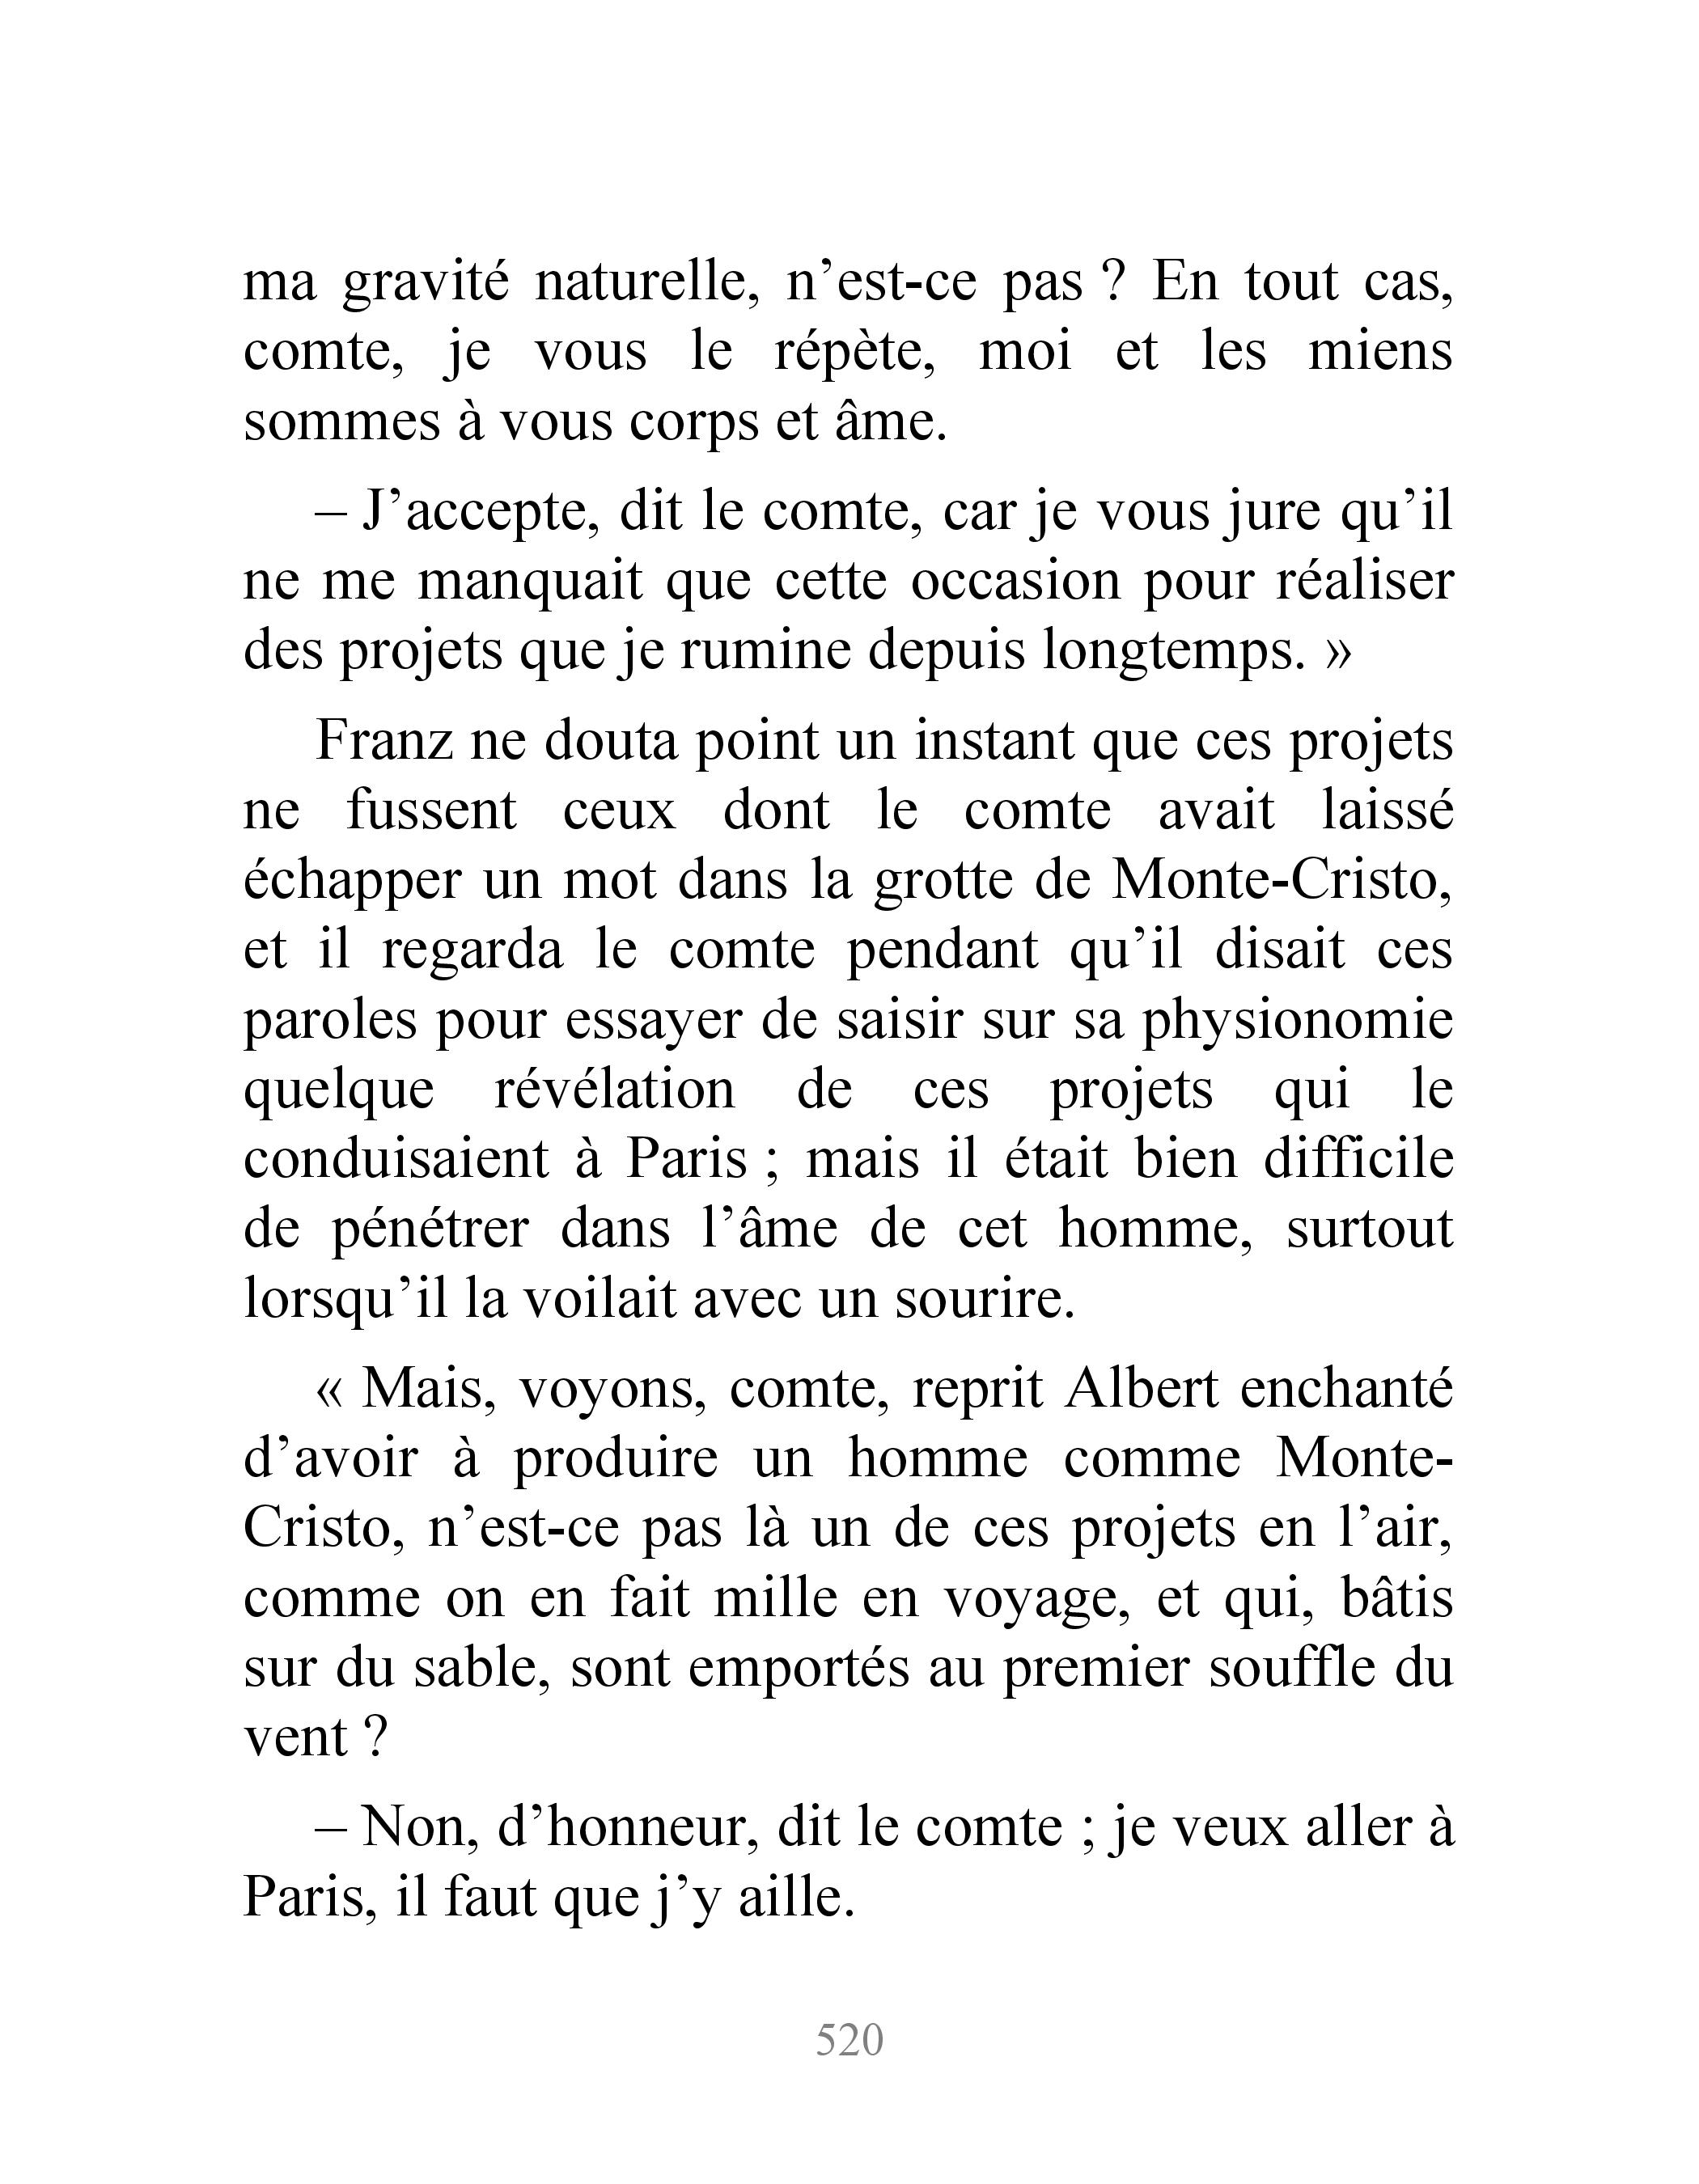 ma gravité naturelle, n’est-ce pas ? En tout cas,
comte, je vous le répète, moi et les miens
sommes à vous corps et âme.
– J’accepte, dit le comte, car je vous jure qu’il
ne me manquait que cette occasion pour réaliser
des projets que je rumine depuis longtemps. »
Franz ne douta point un instant que ces projets
ne fussent ceux dont le comte avait laissé
échapper un mot dans la grotte de Monte-Cristo,
et il regarda le comte pendant qu’il disait ces
paroles pour essayer de saisir sur sa physionomie
quelque révélation de ces projets qui le
conduisaient à Paris ; mais il était bien difficile
de pénétrer dans l’âme de cet homme, surtout
lorsqu’il la voilait avec un sourire.
« Mais, voyons, comte, reprit Albert enchanté
d’avoir à produire un homme comme Monte-
Cristo, n’est-ce pas là un de ces projets en l’air,
comme on en fait mille en voyage, et qui, bâtis
sur du sable, sont emportés au premier souffle du
vent ?
– Non, d’honneur, dit le comte ; je veux aller à
Paris, il faut que j’y aille.
520